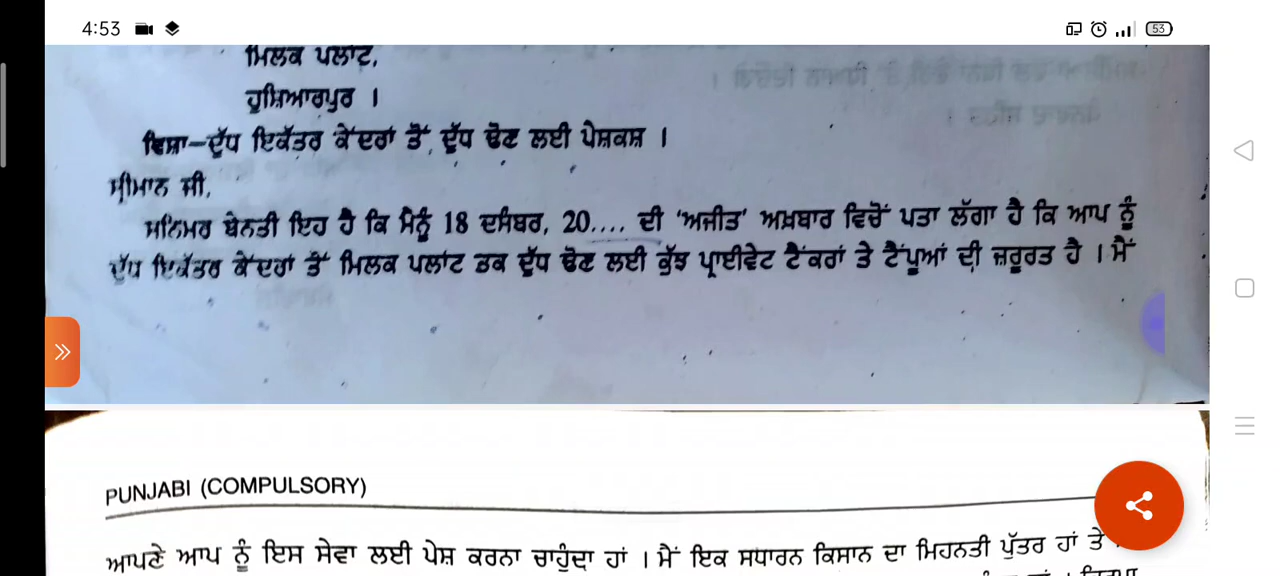 4:53
53
ਮਿਲਕ ਪਲਾਂਟ,
ਹੁਸ਼ਿਆਰਪੁਰ ।
ਵਿਸ਼ਾ–ਦੁੱਧ ਇਕੱਤਰ ਕੇਂਦਰਾਂ ਤੋਂ ਦੁੱਧ ਢੋਣ ਲਈ ਪੇਸ਼ਕਸ਼ ।
ਸ੍ਰੀਮਾਨ ਜੀ,
ਸਨਿਮਰ ਬੇਨਤੀ ਇਹ ਹੈ ਕਿ ਮੈਨੂੰ 18 ਦਸੰਬਰ, 20.... ਦੀ 'ਅਜੀਤ' ਅਖ਼ਬਾਰ ਵਿਚੋਂ ਪਤਾ ਲੱਗਾ ਹੈ ਕਿ ਆਪ ਨੂੰ
ਦੁੱਧ ਇਕੱਤਰ ਕੇਂਦਰਾਂ ਤੋਂ ਮਿਲਕ ਪਲਾਂਟ ਤਕ ਦੁੱਧ ਢੋਣ ਲਈ ਕੁੱਝ ਪ੍ਰਾਈਵੇਟ ਟੈਂਕਰਾਂ ਤੇ ਟੈਂਪੂਆਂ ਦੀ ਜ਼ਰੂਰਤ ਹੈ । ਮੈਂ
PUNJABI (COMPULSORY)
ਆਪਣੇ ਆਪ ਨੂੰ ਇਸ ਸੇਵਾ ਲਈ ਪੇਸ਼ ਕਰਨਾ ਚਾਹੁੰਦਾ ਹਾਂ । ਮੈਂ ਇਕ ਸਧਾਰਨ ਕਿਸਾਨ ਦਾ ਮਿਹਨਤੀ ਪੁੱਤਰ ਹਾਂ ਤੇ